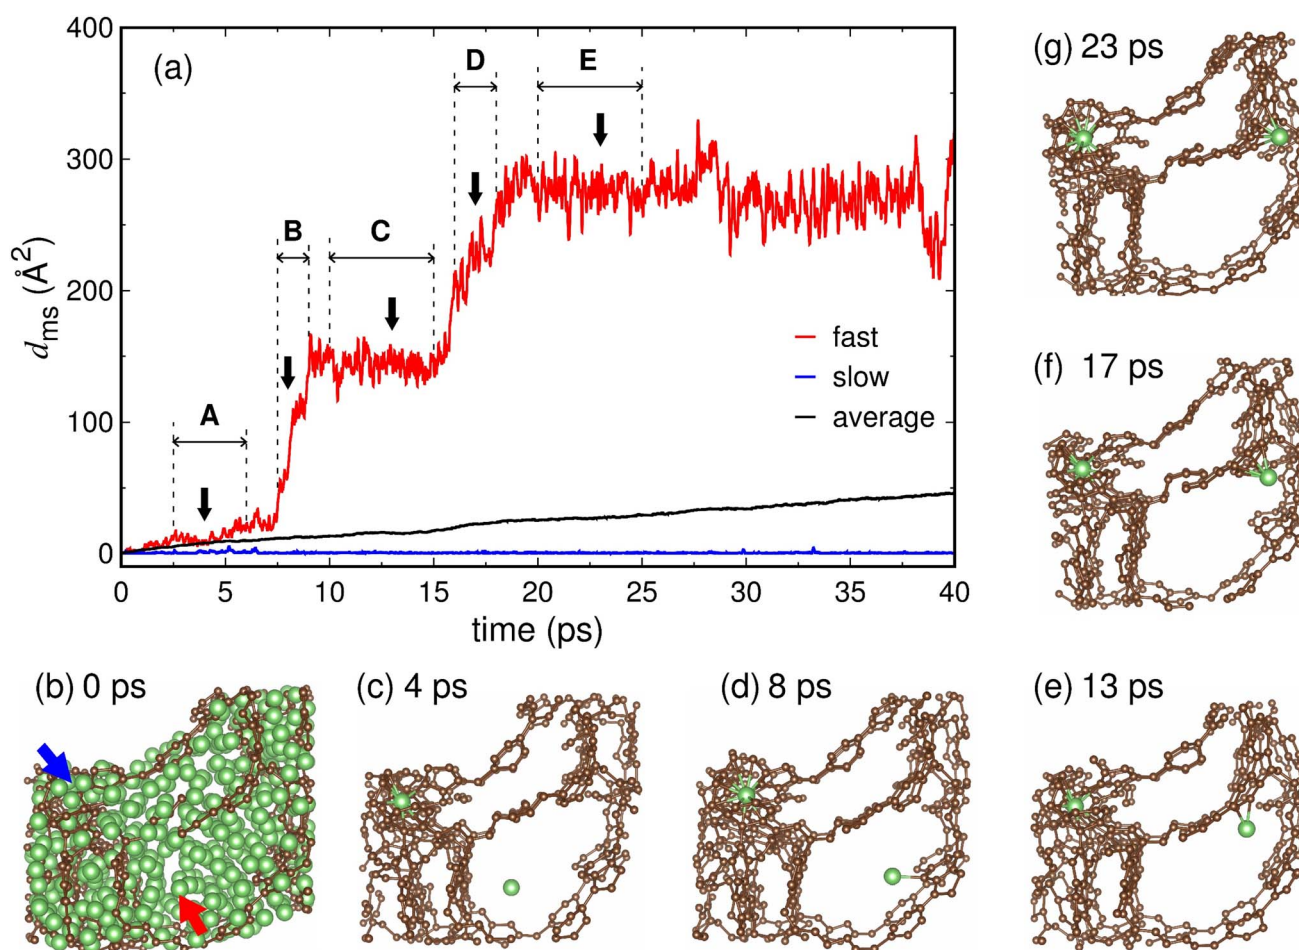 (a)
400
300
200
100
0
d_ms (Å²)
A
B
C
D
E
fast
slow
average
0 5 10 15 20 25 30 35 40
time (ps)
(g) 23 ps
(f) 17 ps
(b) 0 ps
(c) 4 ps
(d) 8 ps
(e) 13 ps